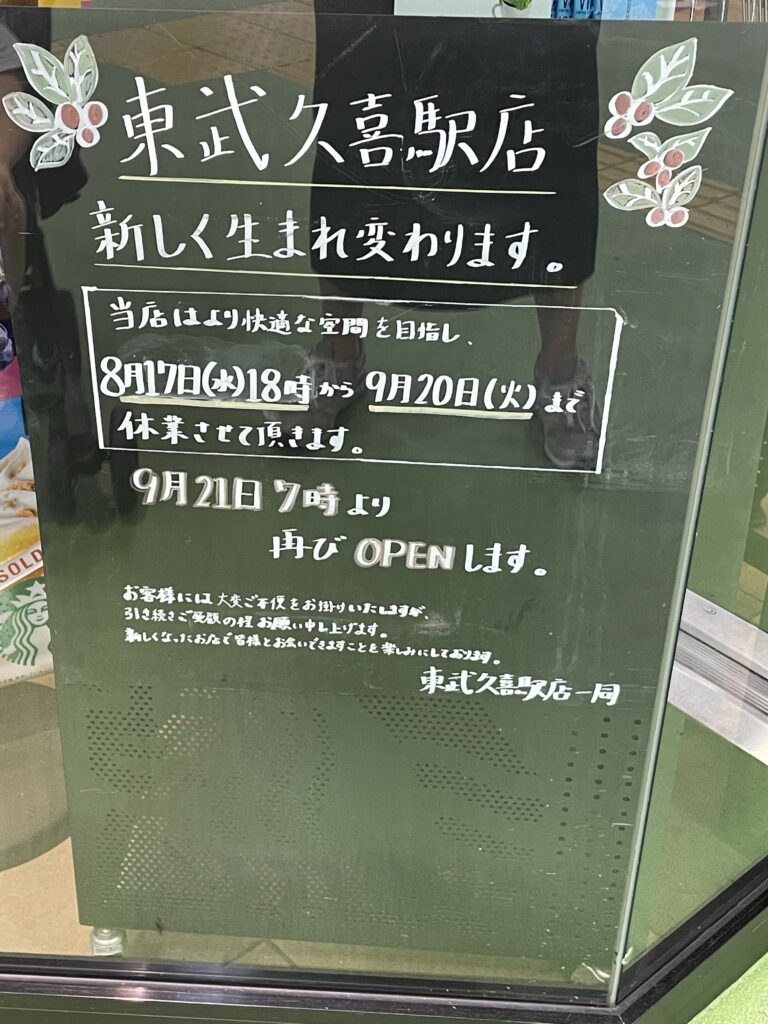 東武久喜駅店
新しく生まれ変わります。
当店はより快適な空間を目指し、
8月17日(水)18時から9月20日(火)まで
休業させて頂きます。
9月21日7時より
再びOPENします。
お客様には大変ご不便をお掛けいたしますが、
引き続きご愛顧の程お願い申し上げます。
新しくなったお店で皆様とお会いできますことを楽しみにしております。
東武久喜駅店一同
SOLD